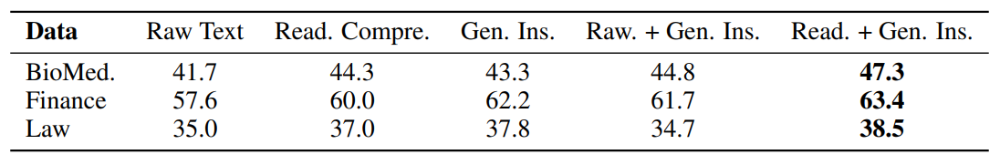 Data Raw Text Read. Compre. Gen. Ins. Raw. + Gen. Ins. Read. + Gen. Ins.
BioMed. 41.7 44.3 43.3 44.8 47.3
Finance 57.6 60.0 62.2 61.7 63.4
Law 35.0 37.0 37.8 34.7 38.5